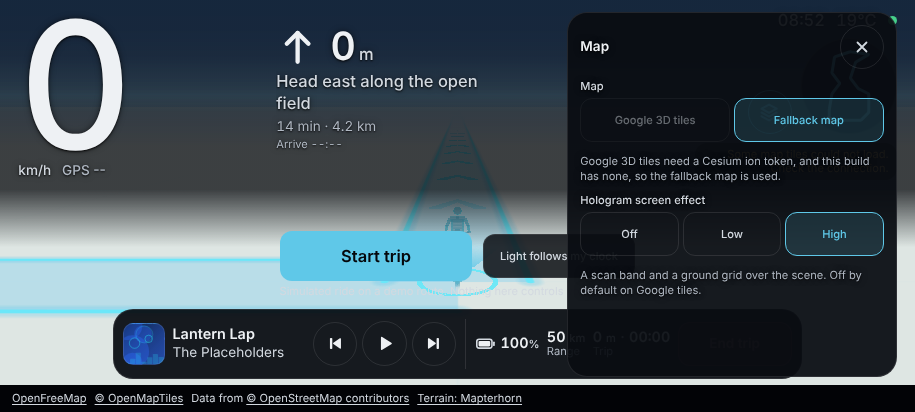 0
km/h GPS --
0 m
Head east along the open
field
14 min · 4.2 km
Arrive --:--
Start trip
Light follows my clock
Lantern Lap
The Placeholders
100%
50 km
Range
0 m · 00:00
Trip
08:52 19°C
Map
Map
Google 3D tiles
Fallback map
Google 3D tiles need a Cesium ion token, and this build
has none, so the fallback map is used.
Hologram screen effect
Off
Low
High
A scan band and a ground grid over the scene. Off by
default on Google tiles.
OpenFreeMap © OpenMapTiles Data from © OpenStreetMap contributors Terrain: Mapterhorn